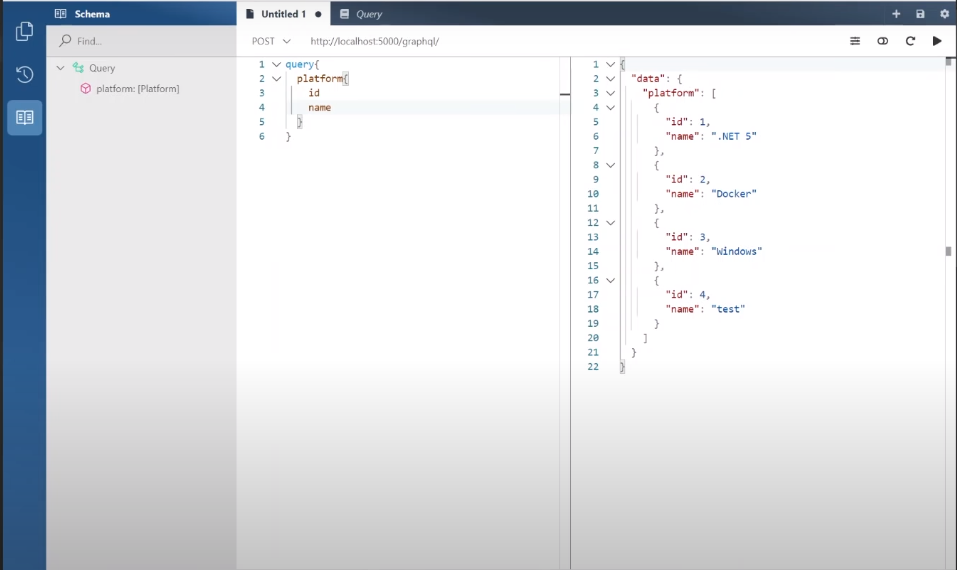 Schema
Untitled 1
Query
Find...
POST
http://localhost:5000/graphql/
Query
platform: [Platform]
1 query{
2 platform{
3 id
4 name
5 }
6 }
1 {
2 "data": {
3 "platform": [
4 {
5 "id": 1,
6 "name": ".NET 5"
7 },
8 {
9 "id": 2,
10 "name": "Docker"
11 },
12 {
13 "id": 3,
14 "name": "Windows"
15 },
16 {
17 "id": 4,
18 "name": "test"
19 }
20 ]
21 }
22 }